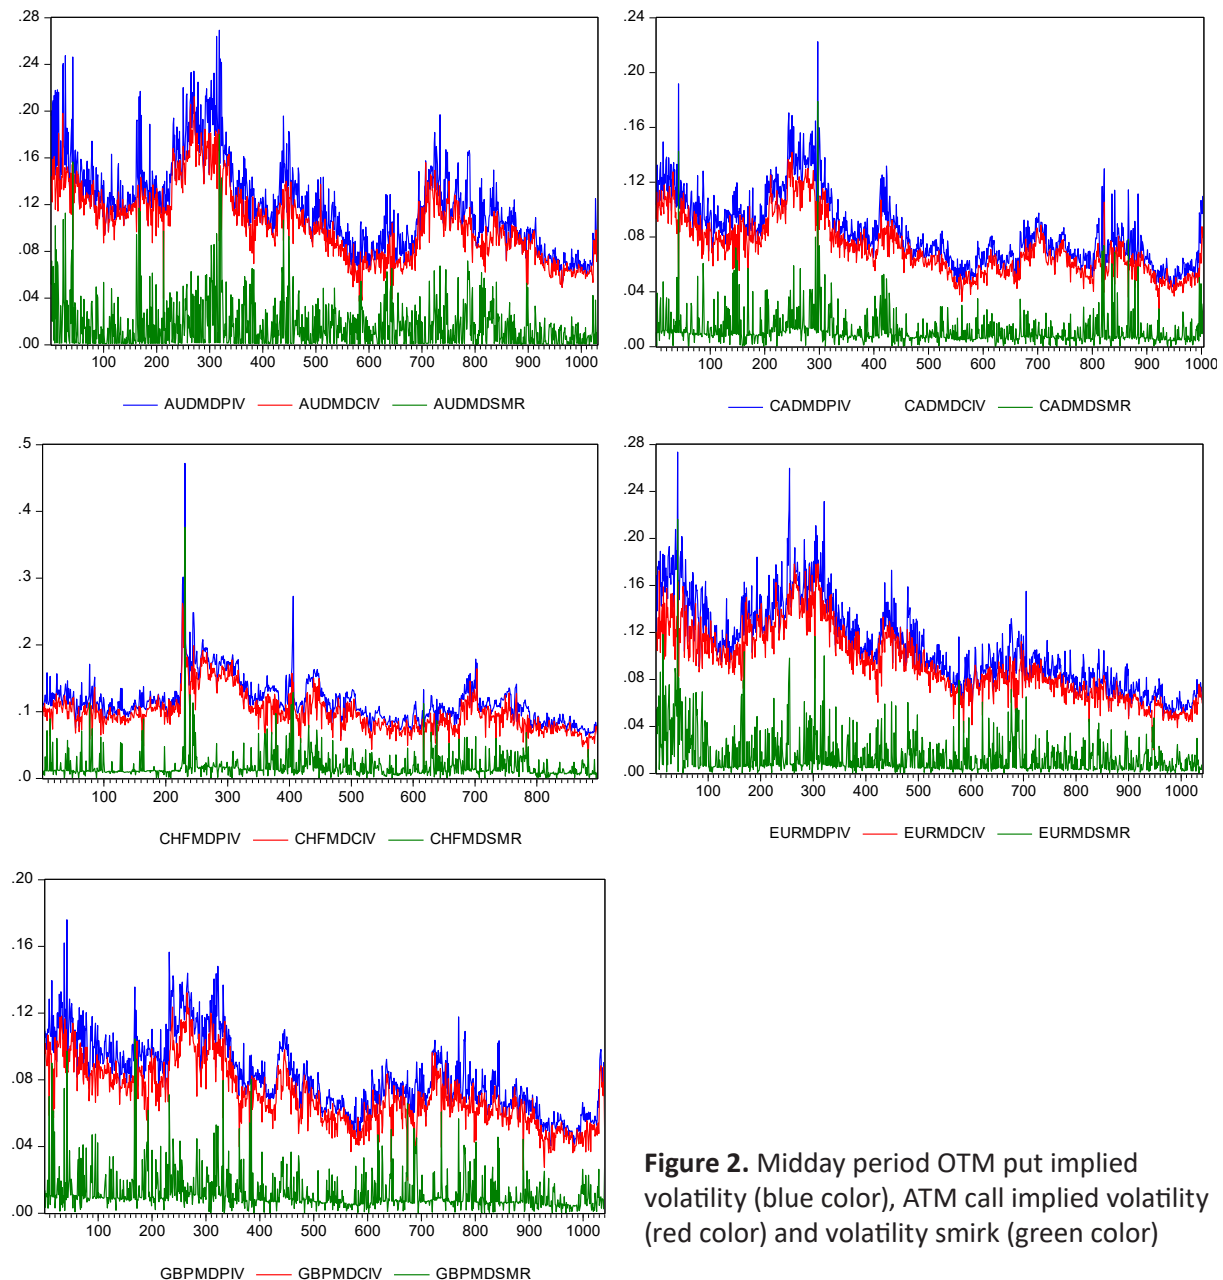 .28
.24
.20
.16
.12
.08
.04
.00
100 200 300 400 500 600 700 800 900 1000
AUDMDPIV AUDMDCIV AUDMDSMR
.24
.20
.16
.12
.08
.04
.00
100 200 300 400 500 600 700 800 900 1000
CADMDPIV CADMDCIV CADMDSMR
.5
.4
.3
.2
.1
.0
100 200 300 400 500 600 700 800
CHFMDPIV CHFMDCIV CHFMDSMR
.28
.24
.20
.16
.12
.08
.04
.00
100 200 300 400 500 600 700 800 900 1000
EURMDPIV EURMDCIV EURMDSMR
.20
.16
.12
.08
.04
.00
100 200 300 400 500 600 700 800 900 1000
GBPMDPIV GBPMDCIV GBPMDSMR
Figure 2. Midday period OTM put implied
volatility (blue color), ATM call implied volatility
(red color) and volatility smirk (green color)